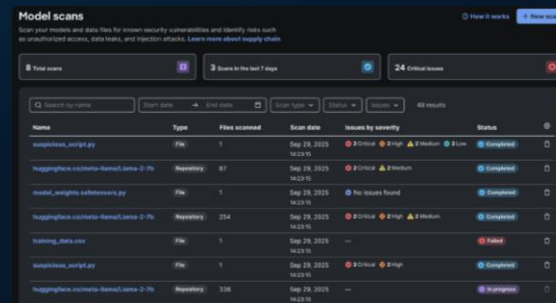 Model scans
How it works
+ New sca
Scan your models and data files for known security vulnerabilities and identify risks such
as unauthorized access, data leaks, and injection attacks. Learn more about supply chain
8 Total scans
3 Scans in the last 7 days
24 Critical issues
Search by name
Start date → End date
Scan type
Status
Issues
48 results
Name Type Files scanned Scan date Issues by severity Status
suspicious_script.py File 1 Sep 29, 2025 2 Critical 2 High 2 Medium 2 Low Completed
14:23:15
huggingface.co/meta-llama/Llama-2-7b Repository 87 Sep 29, 2025 2 Critical 2 Medium Completed
14:23:15
model_weights.safetensors.py File 1 Sep 29, 2025 No issues found Completed
14:23:15
huggingface.co/meta-llama/Llama-2-7b Repository 254 Sep 29, 2025 2 Critical 2 High 2 Medium Completed
14:23:15
training_data.csv File 1 Sep 29, 2025 — Failed
14:23:15
suspicious_script.py File 1 Sep 29, 2025 2 Critical 2 High Completed
14:23:15
huggingface.co/meta-llama/Llama-2-7b Repository 336 Sep 29, 2025 — In progress
14:23:15